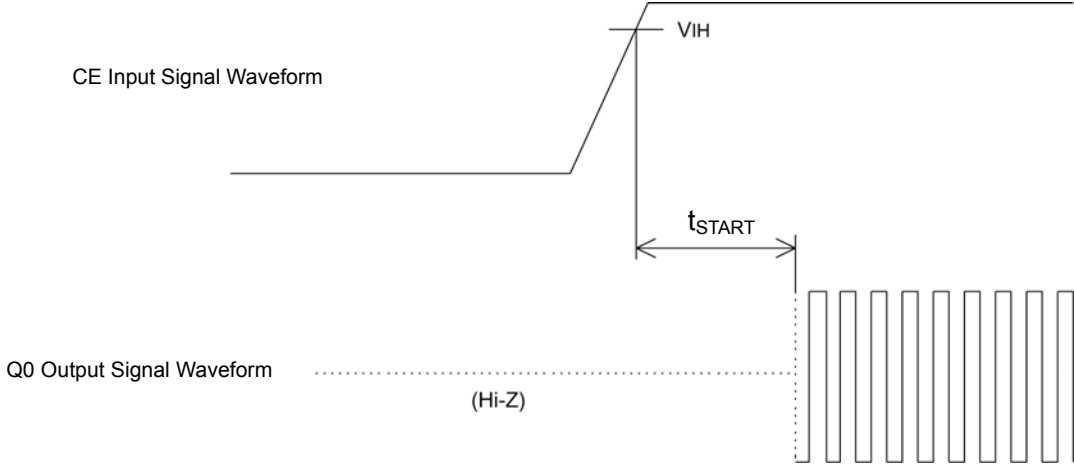 VIH
CE Input Signal Waveform
tSTART
Q0 Output Signal Waveform
(Hi-Z)